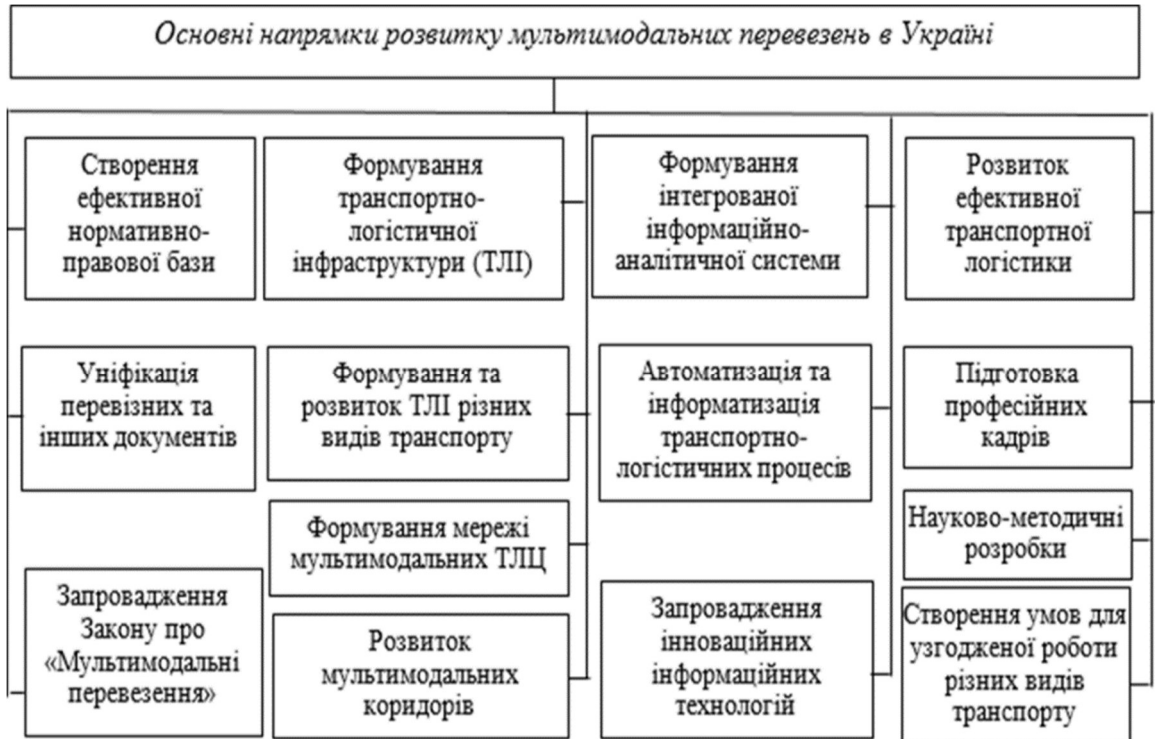 Основні напрямки розвитку мультимодальних перевезень в Україні
Створення
ефективної
нормативно-
правової бази
Уніфікація
перевізних та
інших документів
Запровадження
Закону про
«Мультимодальні
перевезення»
Формування
транспортно-
логістичної
інфраструктури (ТЛІ)
Формування та
розвиток ТЛІ різних
видів транспорту
Формування мережі
мультимодальних ТЛЦ
Розвиток
мультимодальних
коридорів
Формування
інтегрованої
інформаційно-
аналітичної системи
Автоматизація та
інформатизація
транспортно-
логістичних процесів
Запровадження
інноваційних
інформаційних
технологій
Розвиток
ефективної
транспортної
логістики
Підготовка
професійних
кадрів
Науково-методичні
розробки
Створення умов для
узгодженої роботи
різних видів
транспорту